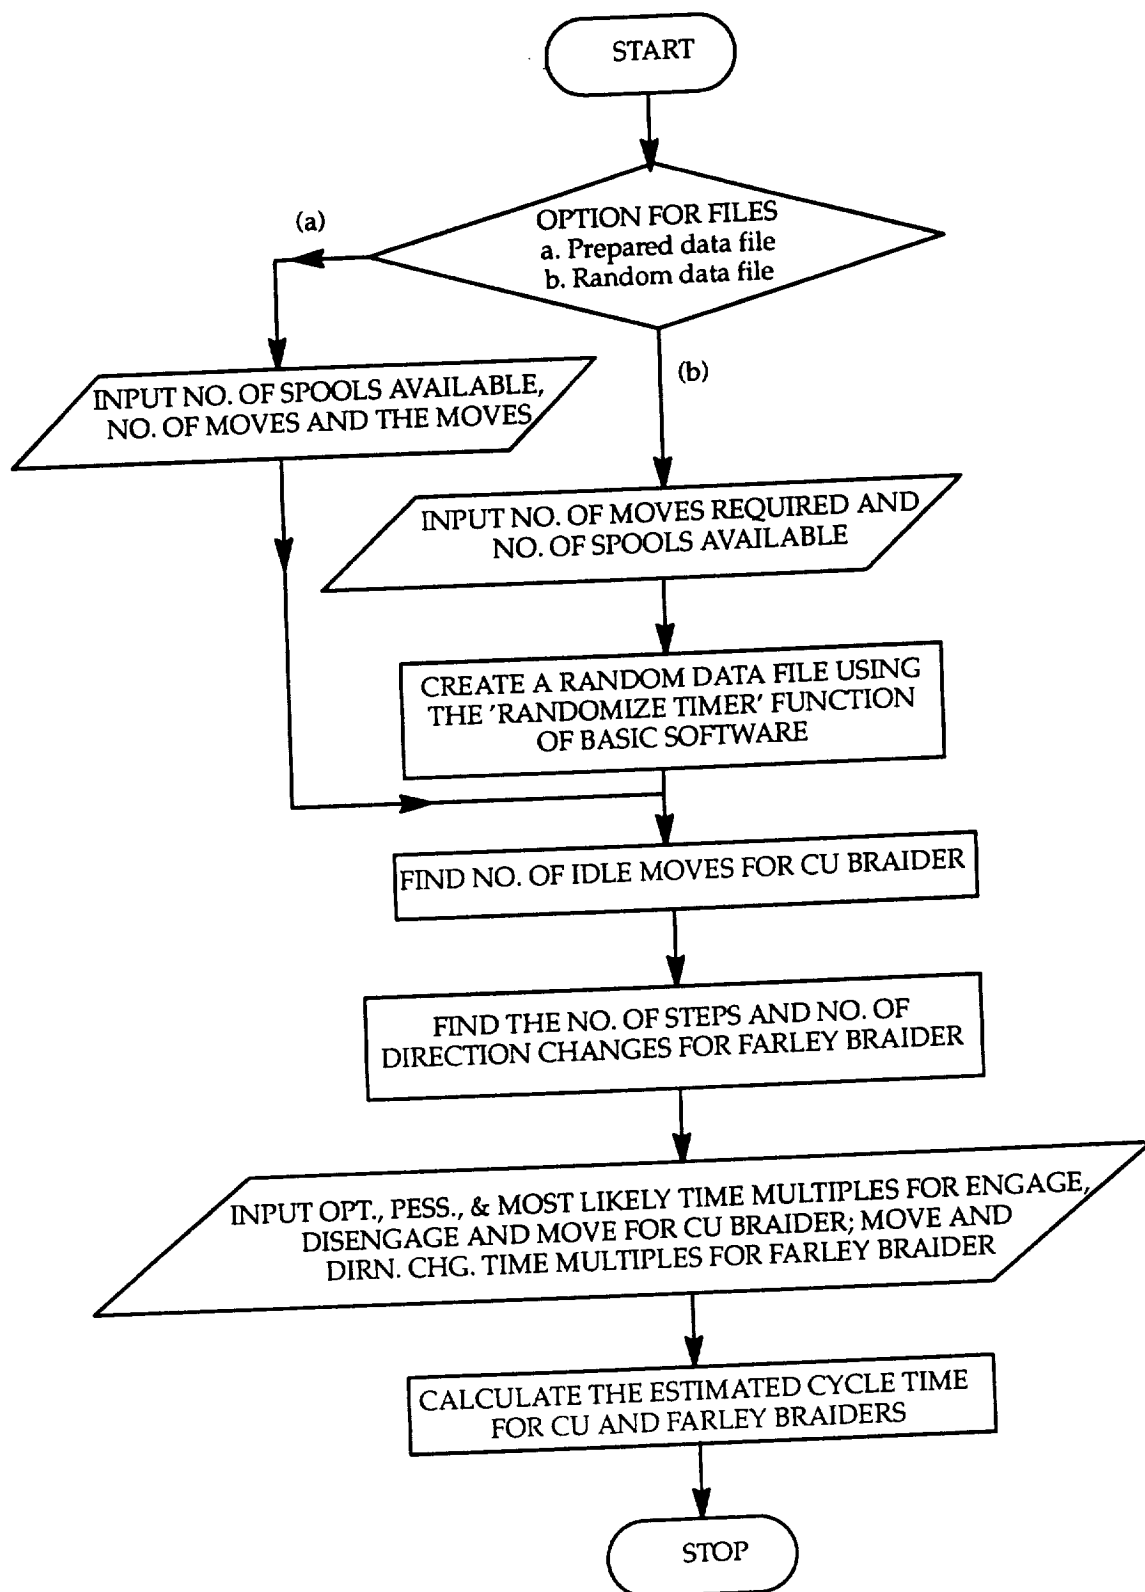 START
OPTION FOR FILES
a. Prepared data file
b. Random data file
(a)
(b)
INPUT NO. OF SPOOLS AVAILABLE,
NO. OF MOVES AND THE MOVES
INPUT NO. OF MOVES REQUIRED AND
NO. OF SPOOLS AVAILABLE
CREATE A RANDOM DATA FILE USING
THE 'RANDOMIZE TIMER' FUNCTION
OF BASIC SOFTWARE
FIND NO. OF IDLE MOVES FOR CU BRAIDER
FIND THE NO. OF STEPS AND NO. OF
DIRECTION CHANGES FOR FARLEY BRAIDER
INPUT OPT., PESS., & MOST LIKELY TIME MULTIPLES FOR ENGAGE,
DISENGAGE AND MOVE FOR CU BRAIDER; MOVE AND
DIRN. CHG. TIME MULTIPLES FOR FARLEY BRAIDER
CALCULATE THE ESTIMATED CYCLE TIME
FOR CU AND FARLEY BRAIDERS
STOP